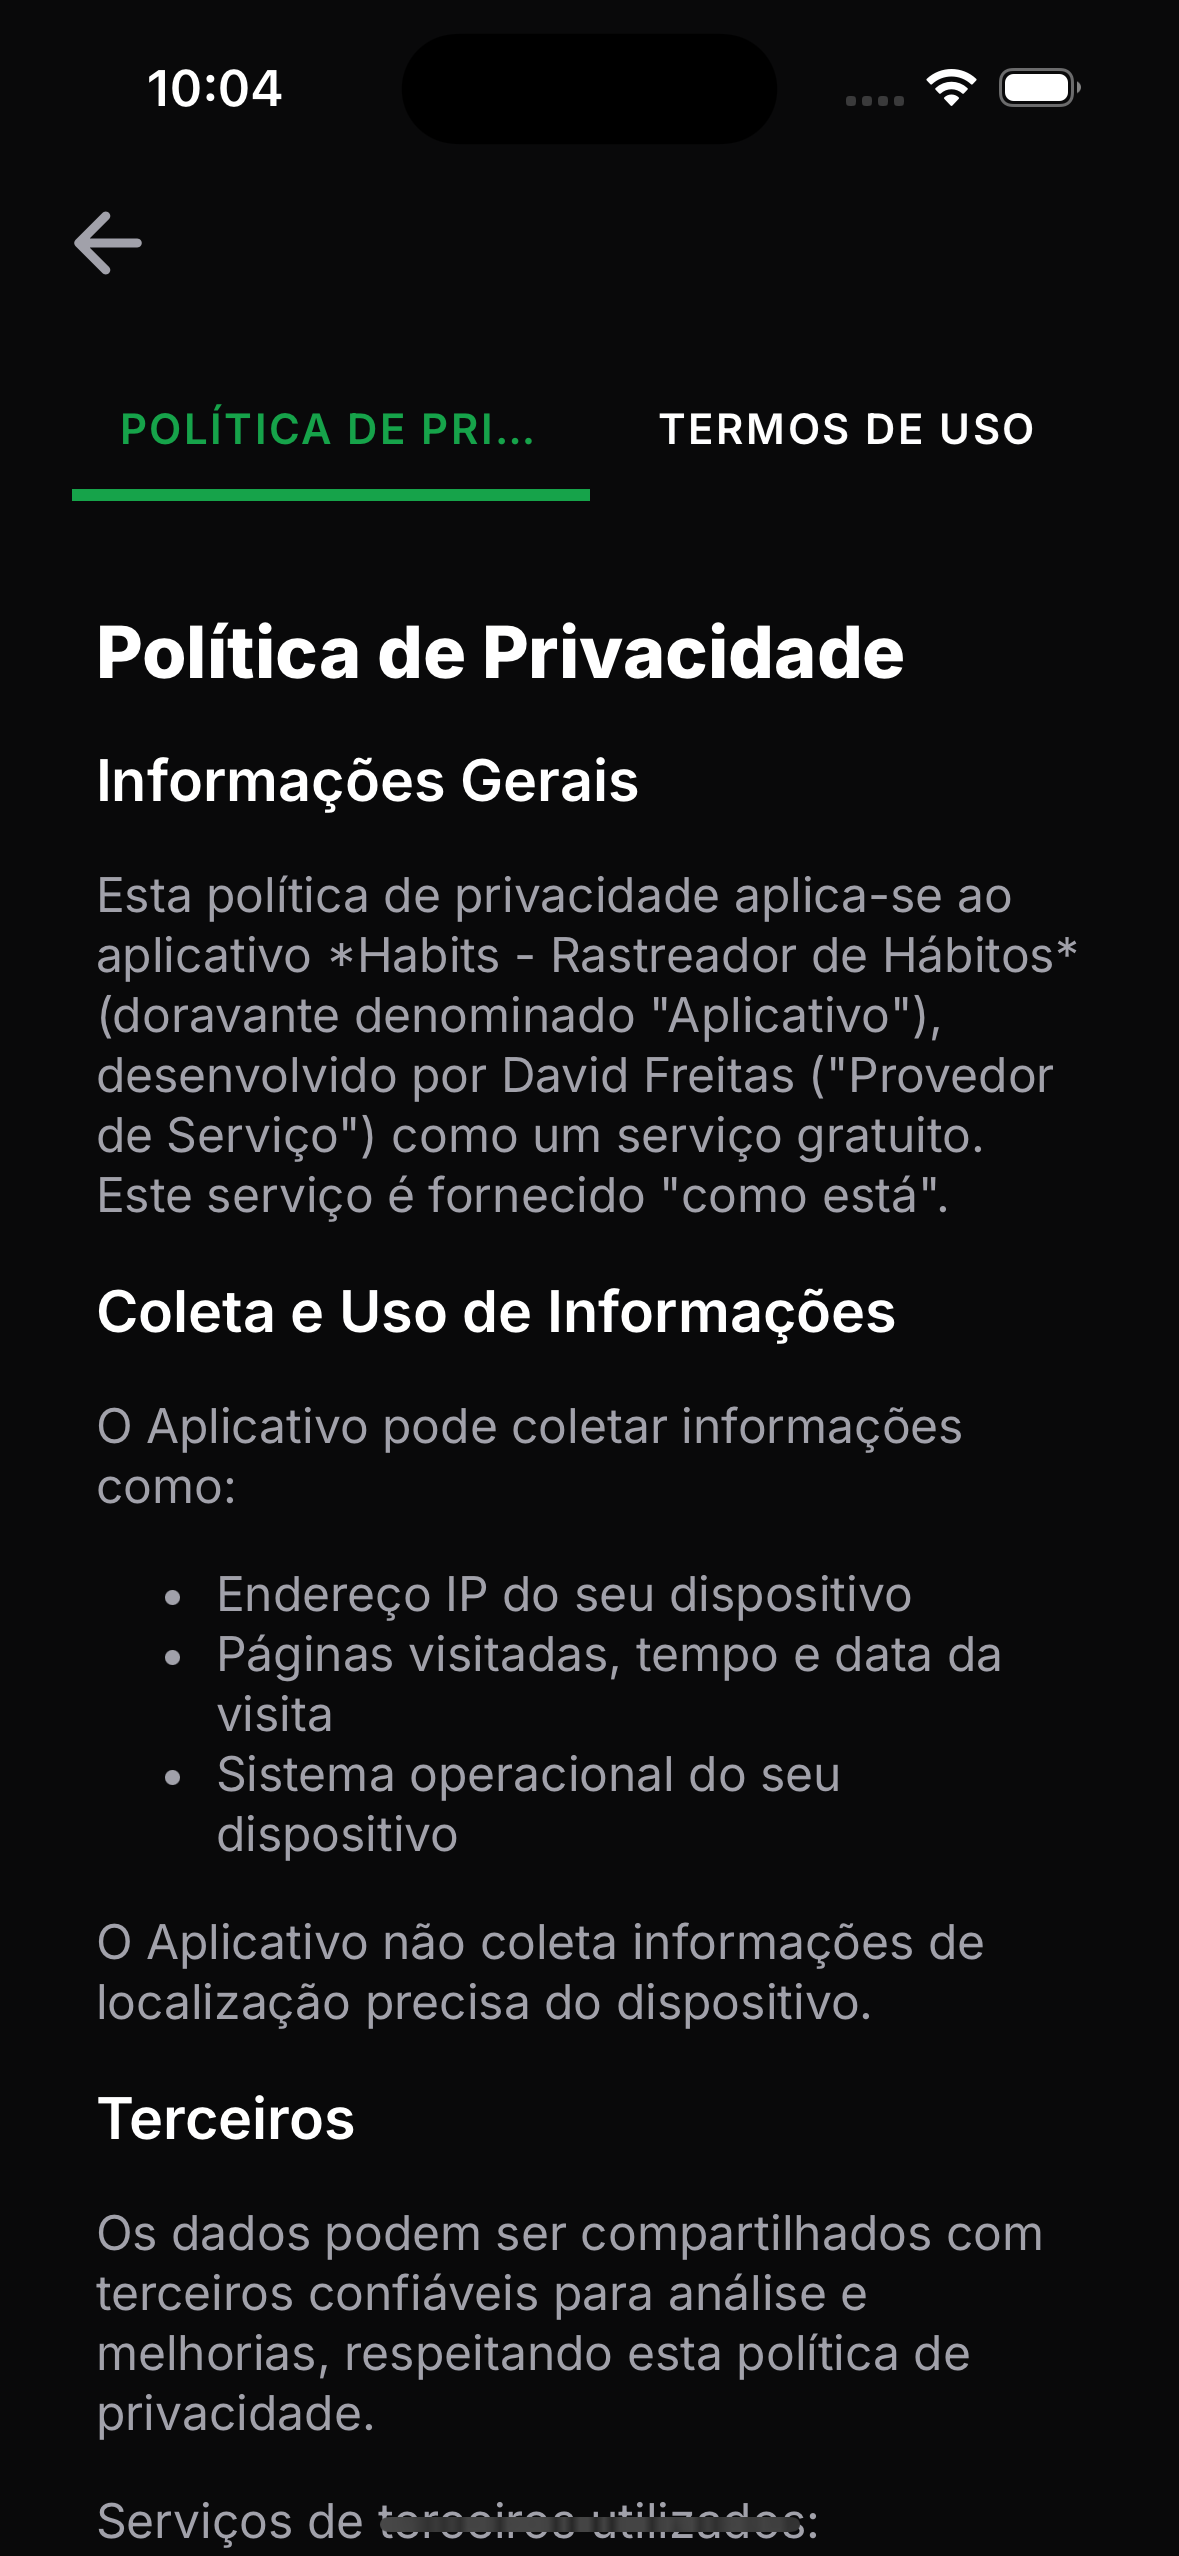 10:04
POLÍTICA DE PRI...
TERMOS DE USO
Política de Privacidade
Informações Gerais
Esta política de privacidade aplica-se ao
aplicativo *Habits - Rastreador de Hábitos*
(doravante denominado "Aplicativo"),
desenvolvido por David Freitas ("Provedor
de Serviço") como um serviço gratuito.
Este serviço é fornecido "como está".
Coleta e Uso de Informações
O Aplicativo pode coletar informações
como:
• Endereço IP do seu dispositivo
• Páginas visitadas, tempo e data da
visita
• Sistema operacional do seu
dispositivo
O Aplicativo não coleta informações de
localização precisa do dispositivo.
Terceiros
Os dados podem ser compartilhados com
terceiros confiáveis para análise e
melhorias, respeitando esta política de
privacidade.
Serviços de terceiros utilizados: